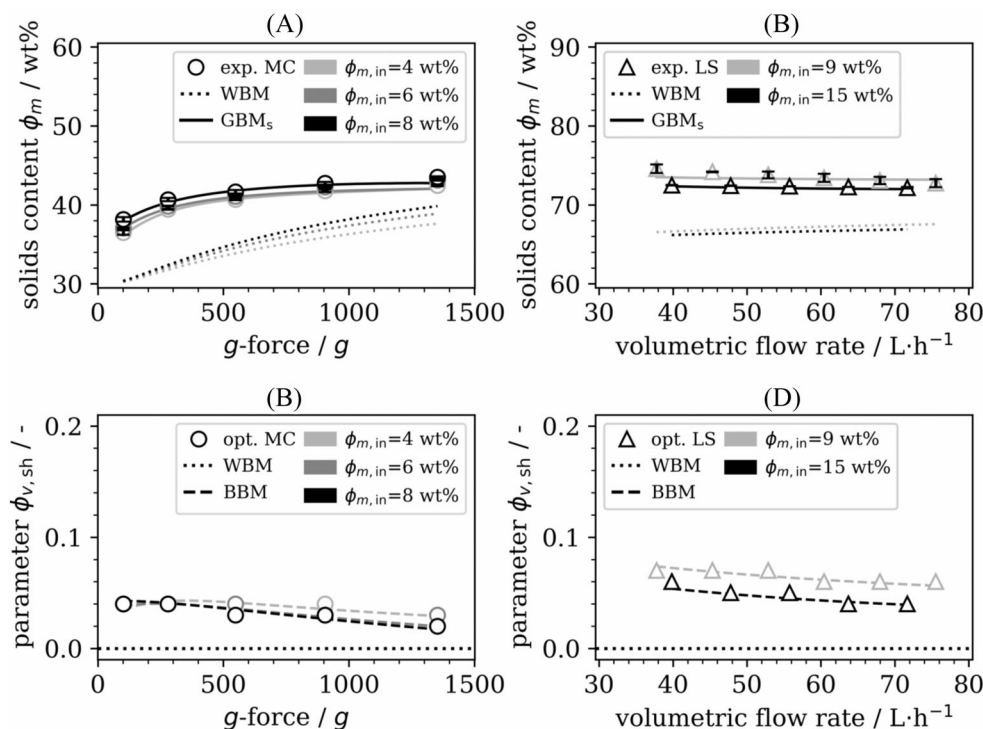 (A)
solids content ϕm / wt%
60
50
40
30
exp. MC
WBM
GBMs
ϕm,in=4 wt%
ϕm,in=6 wt%
ϕm,in=8 wt%
0 500 1000 1500
g-force / g
(B)
solids content ϕm / wt%
90
80
70
60
exp. LS
WBM
GBMs
ϕm,in=9 wt%
ϕm,in=15 wt%
30 40 50 60 70 80
volumetric flow rate / L·h⁻¹
(B)
parameter ϕv,sh / -
0.2
0.1
0.0
opt. MC
WBM
BBM
ϕm,in=4 wt%
ϕm,in=6 wt%
ϕm,in=8 wt%
0 500 1000 1500
g-force / g
(D)
parameter ϕv,sh / -
0.2
0.1
0.0
opt. LS
WBM
BBM
ϕm,in=9 wt%
ϕm,in=15 wt%
30 40 50 60 70 80
volumetric flow rate / L·h⁻¹